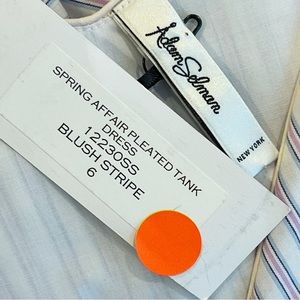 Adam Selman
NEW YORK
SPRING AFFAIR PLEATED TANK
DRESS
12230SS
BLUSH STRIPE
6